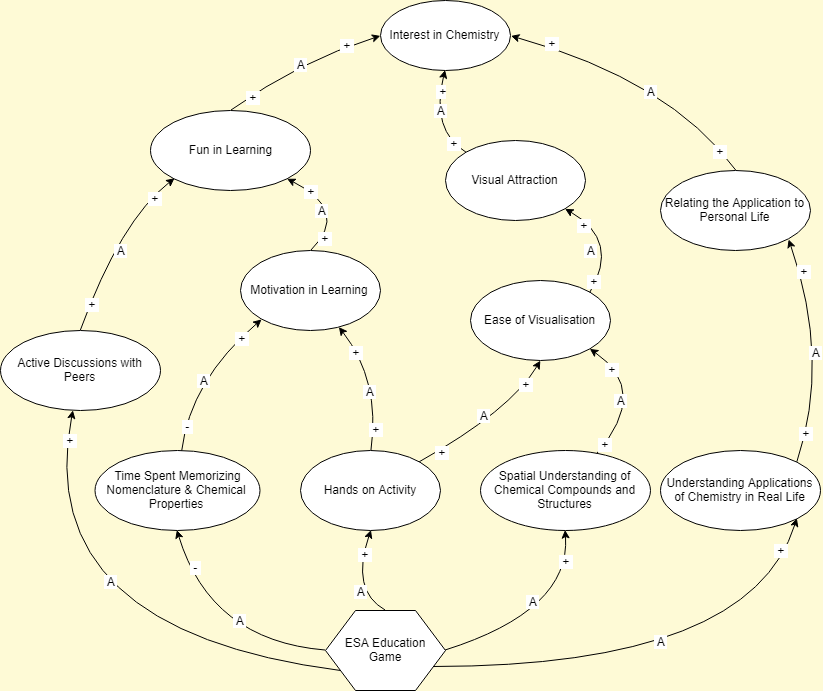 Interest in Chemistry
+
+
A
+
A
A
+
Fun in Learning
+
+
Visual Attraction
+
+
Relating the Application to
Personal Life
A
+
+
A
A
+
+
Motivation in Learning
+
Ease of Visualisation
+
+
+
A
Active Discussions with
Peers
+
+
A
A
A
A
+
-
+
+
+
+
Time Spent Memorizing
Nomenclature & Chemical
Properties
Hands on Activity
Spatial Understanding of
Chemical Compounds and
Structures
Understanding Applications
of Chemistry in Real Life
-
+
+
+
A
A
A
A
A
ESA Education
Game